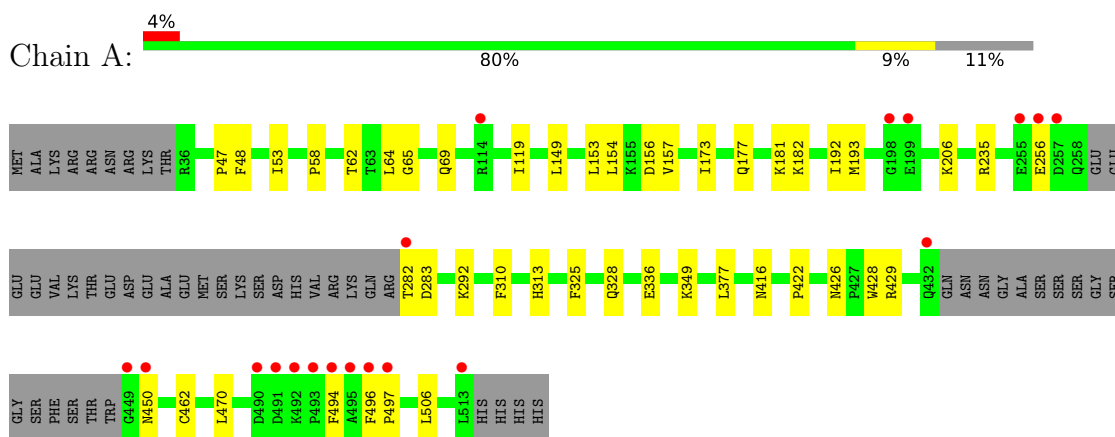 4%
Chain A:
80% 9% 11%
MET ALA LYS ARG ARG ASN ARG LYS THR R36 P47 F48 I53 P58 T62 T63 L64 G65 Q69 R114 I119 L149 L153 L154 K155 D156 V157 I173 Q177 K181 K182 I192 M193 G198 E199 K206 R235 E255 E256 D257 Q258 GLU GLU
GLU GLU VAL LYS THR THR GLU ASP GLU ALA GLU MET SER LYS SER ASP HIS VAL ARG LYS GLN ARG T282 D283 K292 F310 H313 F325 Q328 E336 K349 L377 N416 P422 N426 P427 W428 R429 Q432 GLN ASN ASN GLY ALA SER SER SER GLY SER
GLY SER PHE SER THR TRP G449 N450 C462 L470 D490 D491 K492 P493 F494 A495 F496 P497 L506 L513 HIS HIS HIS HIS